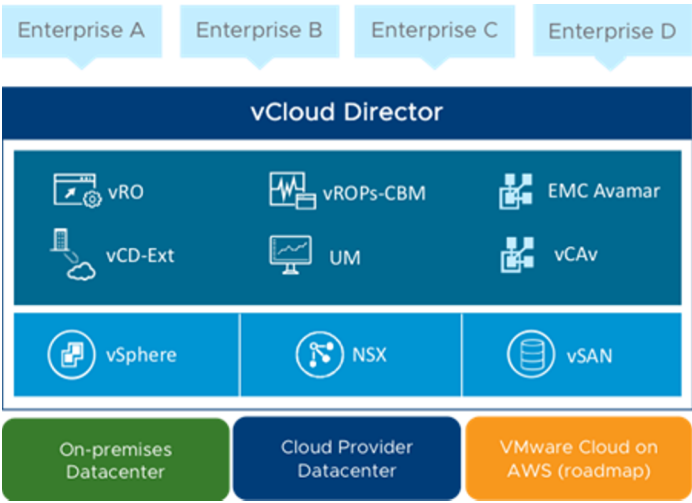 Enterprise A
Enterprise B
Enterprise C
Enterprise D
vCloud Director
vRO
vROPs-CBM
EMC Avamar
vCD-Ext
UM
vCAv
vSphere
NSX
vSAN
On-premises
Datacenter
Cloud Provider
Datacenter
VMware Cloud on
AWS (roadmap)